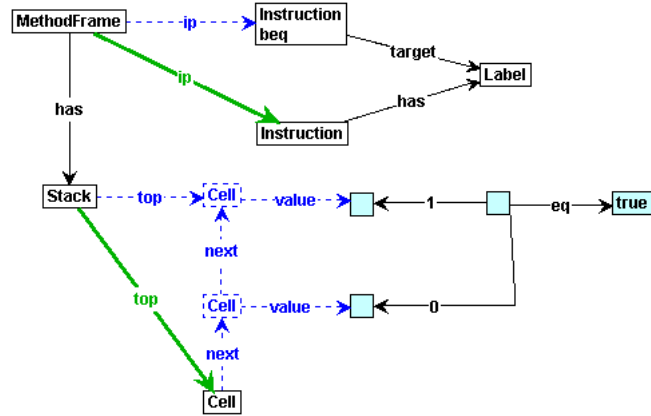 MethodFrame
ip
Instruction
beq
target
Label
ip
has
has
Instruction
Stack
top
Cell
value
1
eq
true
next
top
Cell
value
0
next
Cell